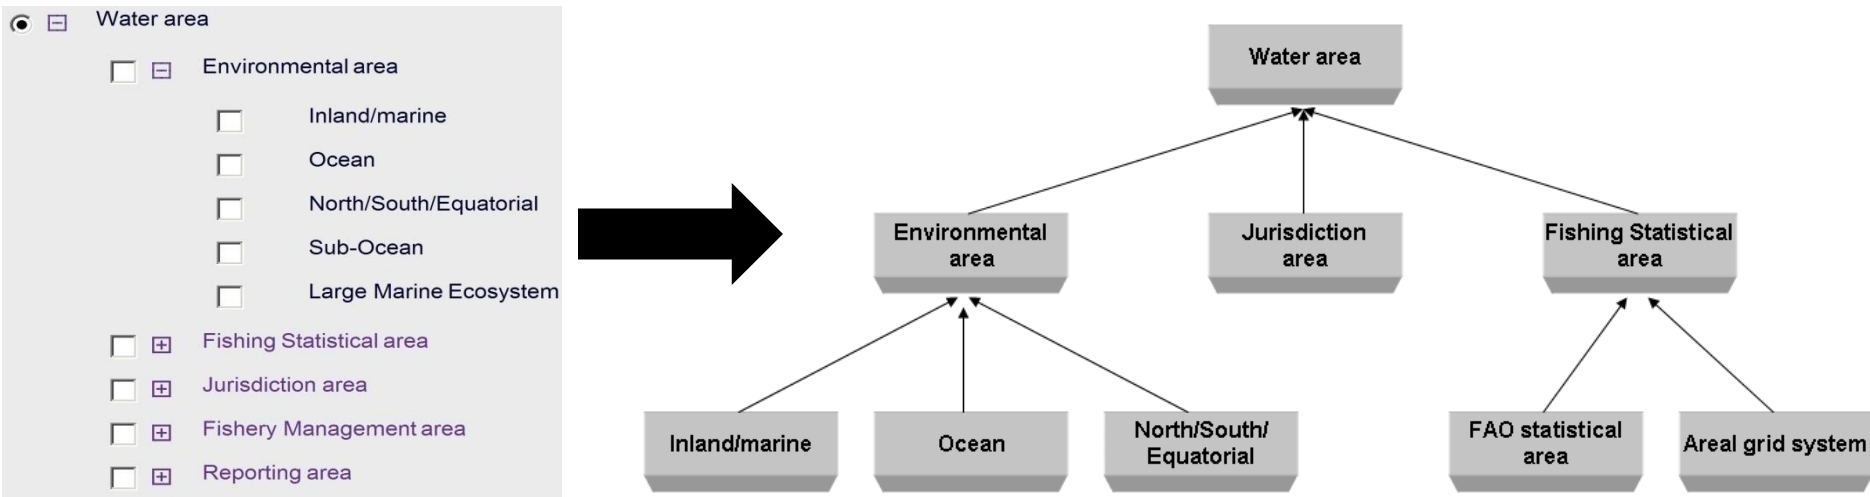 Water area
Environmental area
Inland/marine
Ocean
North/South/Equatorial
Sub-Ocean
Large Marine Ecosystem
Fishing Statistical area
Jurisdiction area
Fishery Management area
Reporting area
Water area
Environmental
area
Jurisdiction
area
Fishing Statistical
area
Inland/marine
Ocean
North/South/
Equatorial
FAO statistical
area
Areal grid system